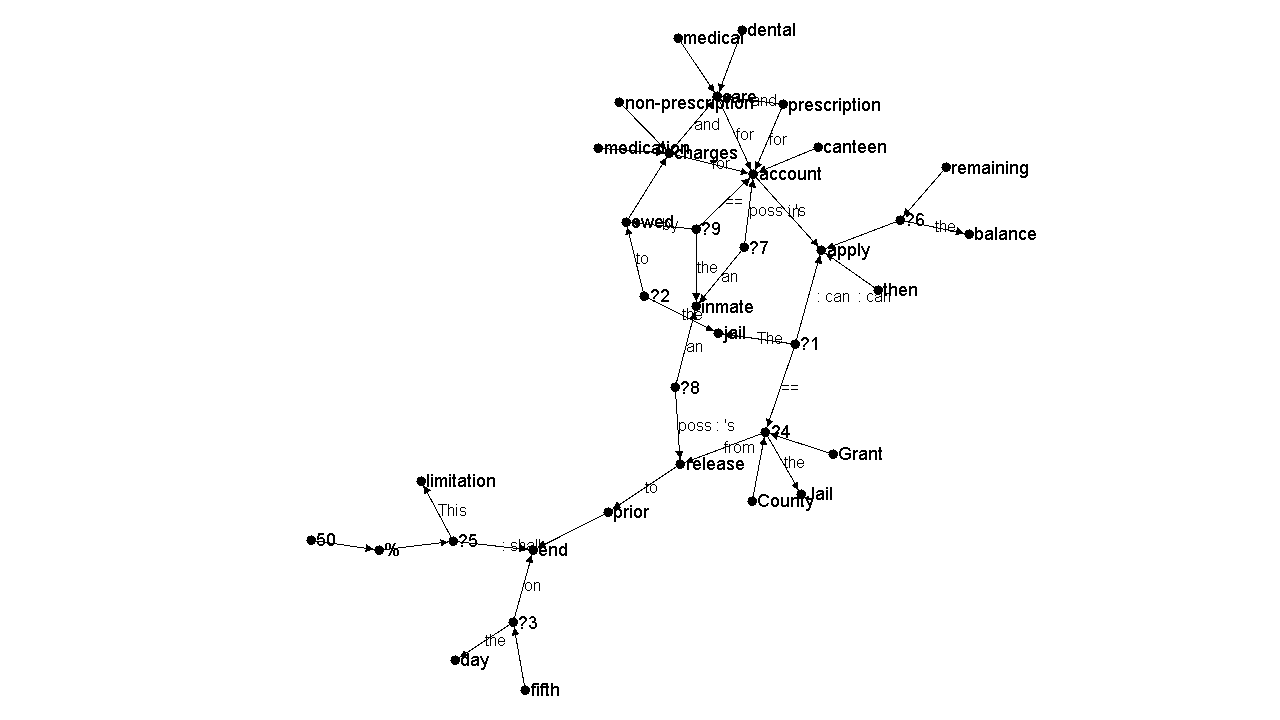 dental
medical
care
and
non-prescription
prescription
and
for
for
canteen
medication
charges
for
account
remaining
==
poss
's
owed
by
?9
?6
the
balance
?7
apply
to
the
an
?2
: can
: can
then
inmate
the
jail
The
?1
an
?8
==
poss : 's
?4
from
Grant
release
the
limitation
to
County
Jail
This
prior
50
%
?5
: shall
end
on
?3
the
day
fifth